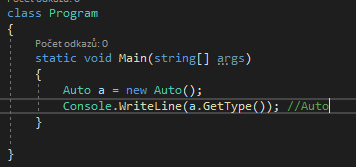 class Program
{
Počet odkazů: 0
static void Main(string[] args)
{
Auto a = new Auto();
Console.WriteLine(a.GetType()); //Auto
}
}